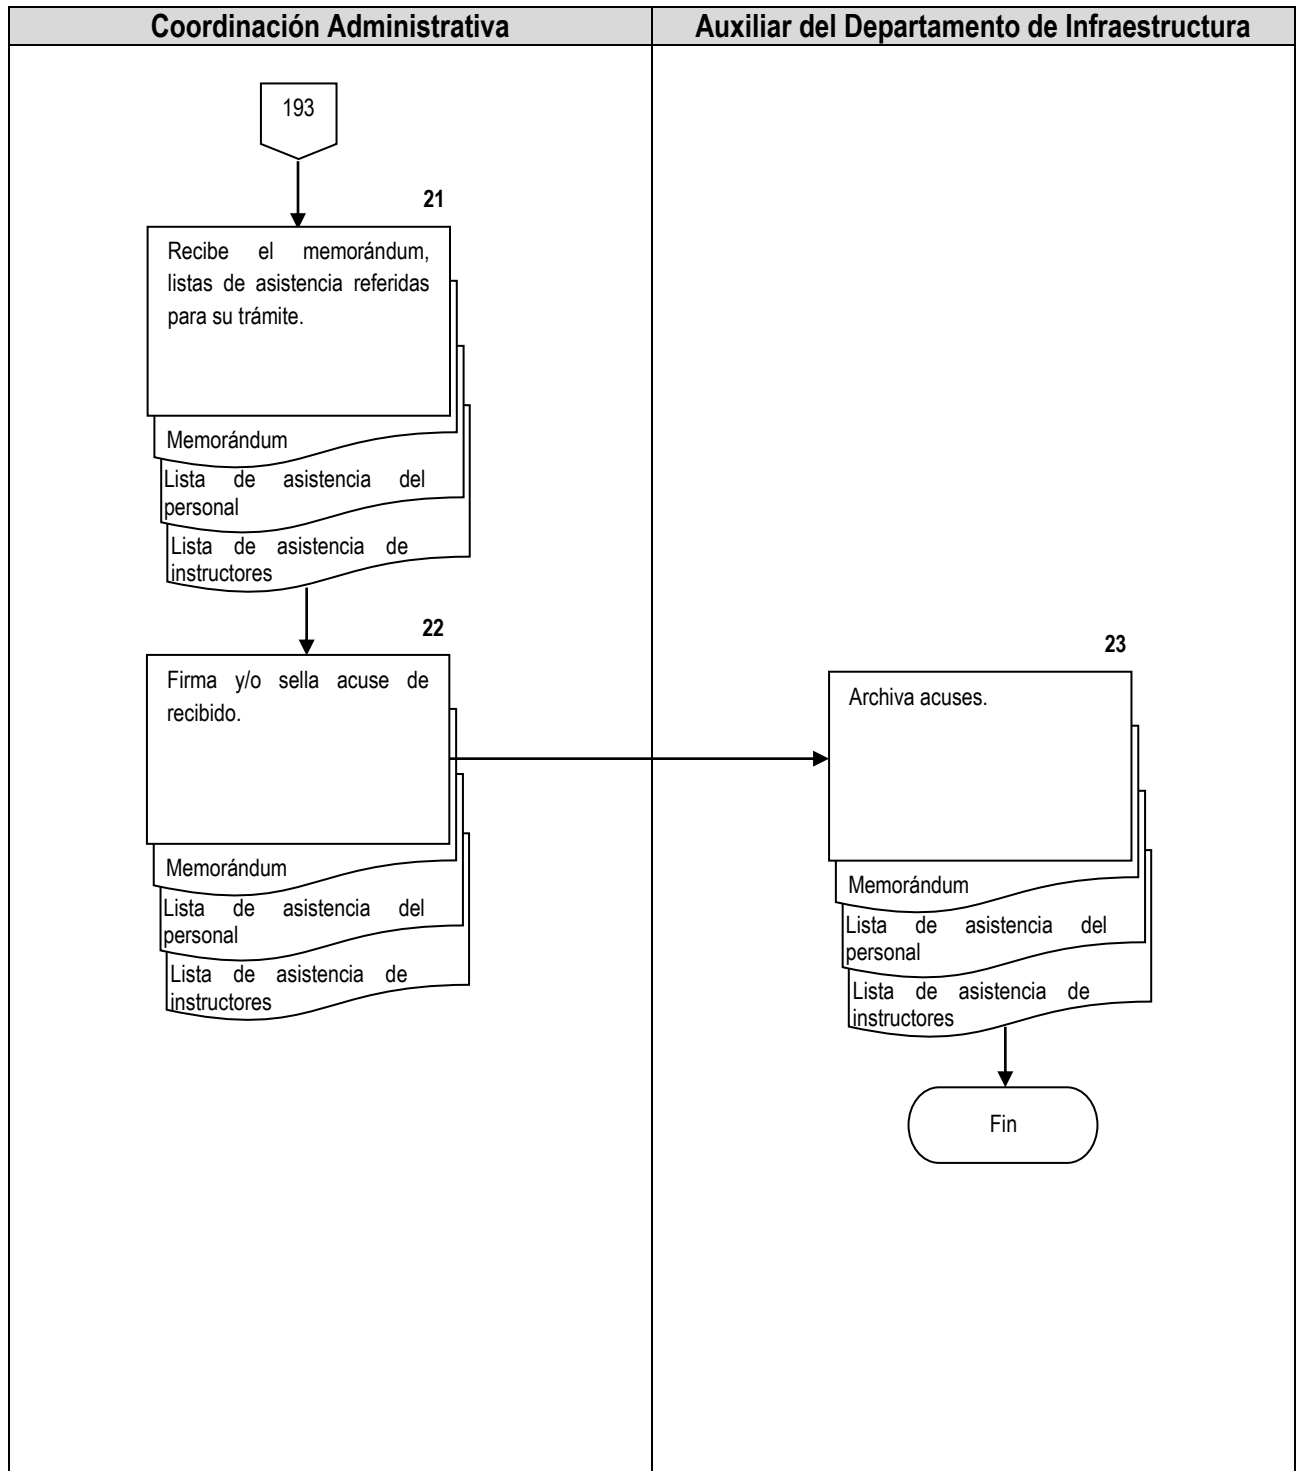 Coordinación Administrativa
Auxiliar del Departamento de Infraestructura
193
21
Recibe el memorándum,
listas de asistencia referidas
para su trámite.
Memorándum
Lista de asistencia del
personal
Lista de asistencia de
instructores
22
Firma y/o sella acuse de
recibido.
Memorándum
Lista de asistencia del
personal
Lista de asistencia de
instructores
23
Archiva acuses.
Memorándum
Lista de asistencia del
personal
Lista de asistencia de
instructores
Fin